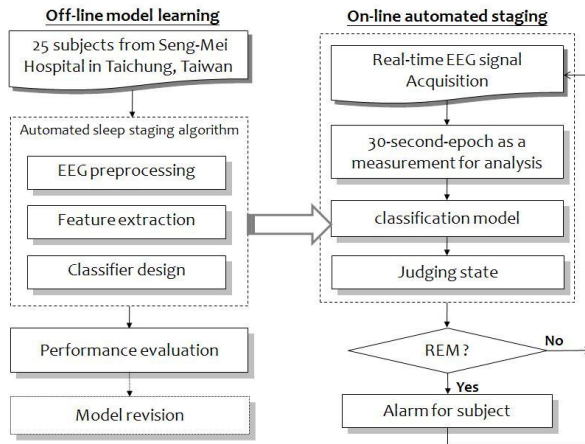 Off-line model learning
25 subjects from Seng-Mei
Hospital in Taichung, Taiwan
Automated sleep staging algorithm
EEG preprocessing
Feature extraction
Classifier design
Performance evaluation
Model revision
On-line automated staging
Real-time EEG signal
Acquisition
30-second-epoch as a
measurement for analysis
classification model
Judging state
REM ?
No
Yes
Alarm for subject